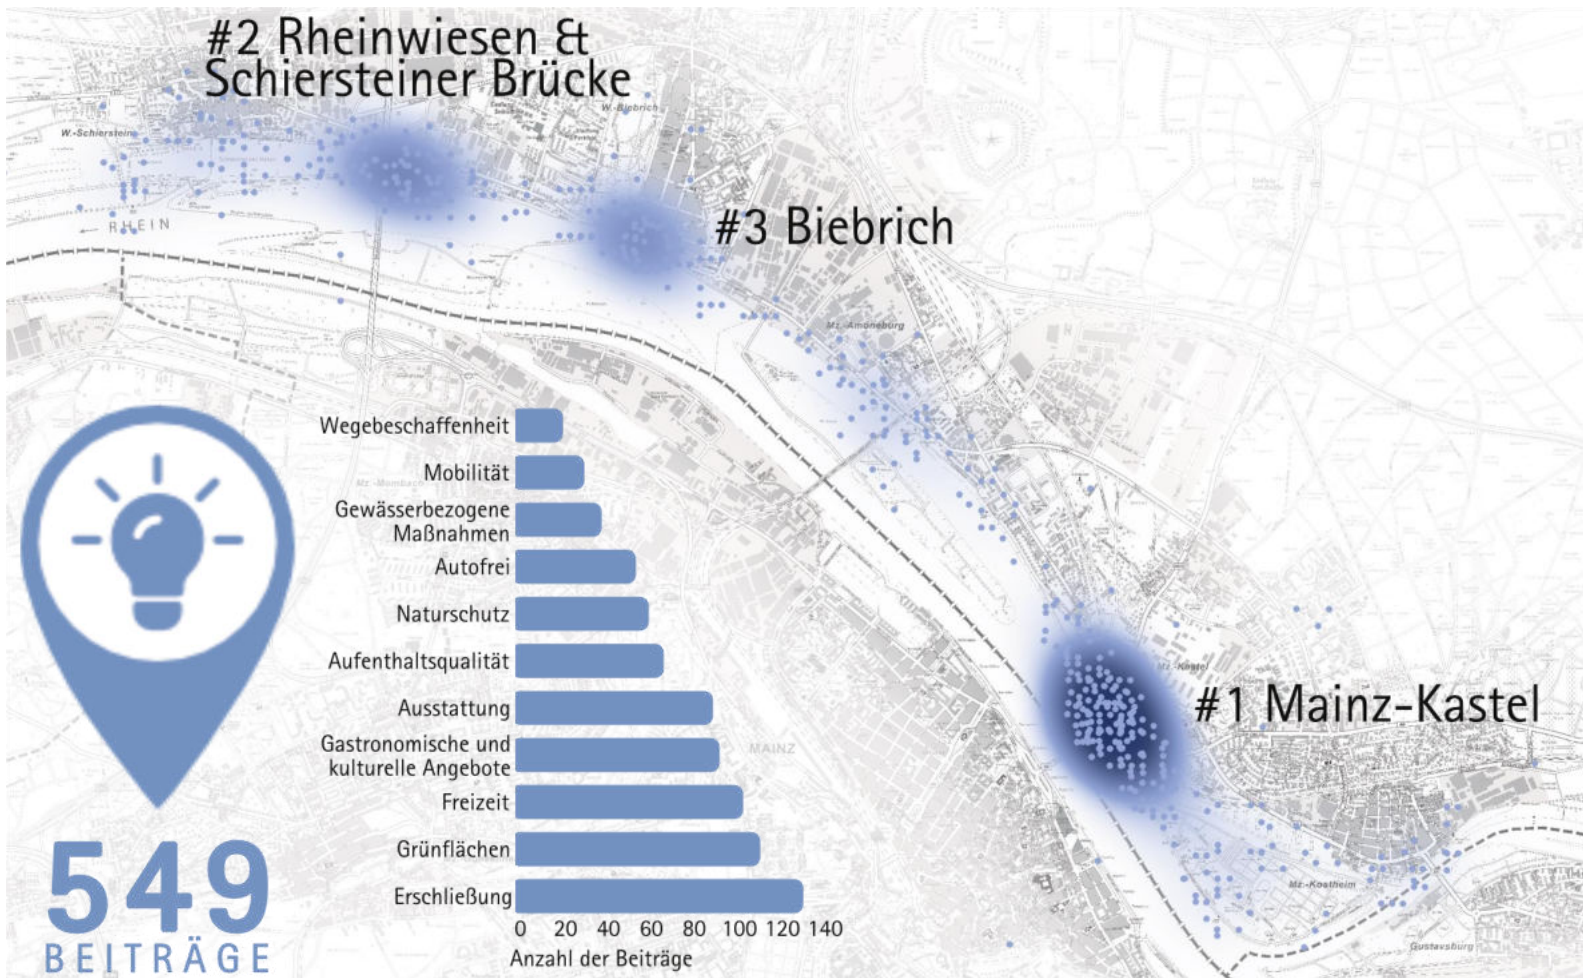 #2 Rheinwiesen &
Schiersteiner Brücke
W.-Biebrich
W.-Schierstein
RHEIN
#3 Biebrich
Mz.-Amöneburg
Wegebeschaffenheit
Mobilität
Mz.-Mombach
Gewässerbezogene
Maßnahmen
Autofrei
Naturschutz
Aufenthaltsqualität
Mz.-Kastel
#1 Mainz-Kastel
Ausstattung
Gastronomische und
kulturelle Angebote
MAINZ
Freizeit
Grünflächen
Erschließung
Mz.-Kostheim
0 20 40 60 80 100 120 140
Anzahl der Beiträge
Gustavsburg
549
BEITRÄGE